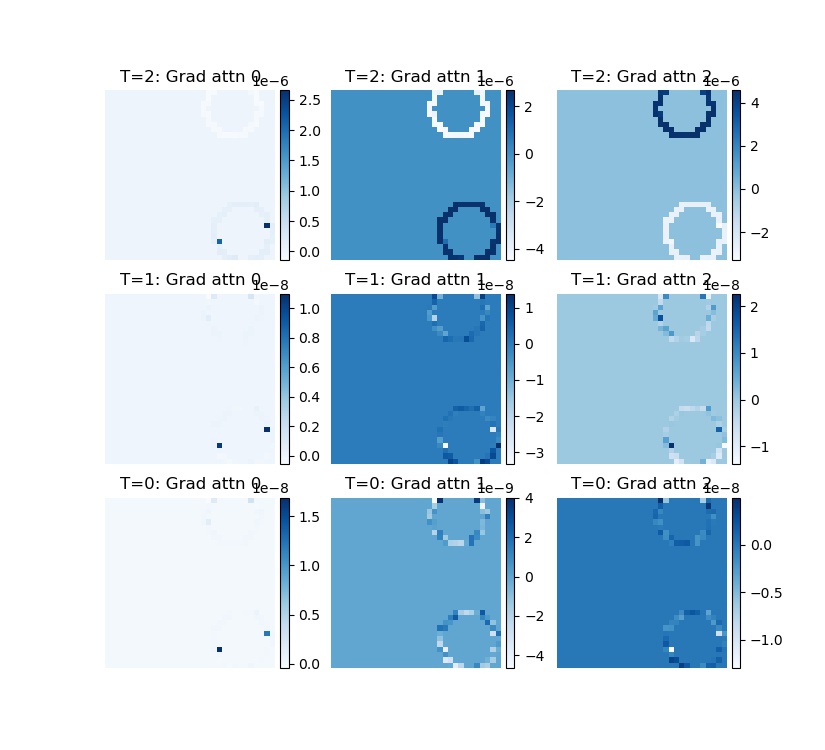 T=2: Grad attn 0
1e−6
T=2: Grad attn 1
1e−6
T=2: Grad attn 2
1e−6
2.5
2.0
1.5
1.0
0.5
0.0
2
0
−2
−4
4
2
0
−2
T=1: Grad attn 0
1e−8
T=1: Grad attn 1
1e−8
T=1: Grad attn 2
1e−8
1.0
0.8
0.6
0.4
0.2
0.0
1
0
−1
−2
−3
2
1
0
−1
T=0: Grad attn 0
1e−8
T=0: Grad attn 1
1e−9
T=0: Grad attn 2
1e−8
1.5
1.0
0.5
0.0
4
2
0
−2
−4
0.0
−0.5
−1.0